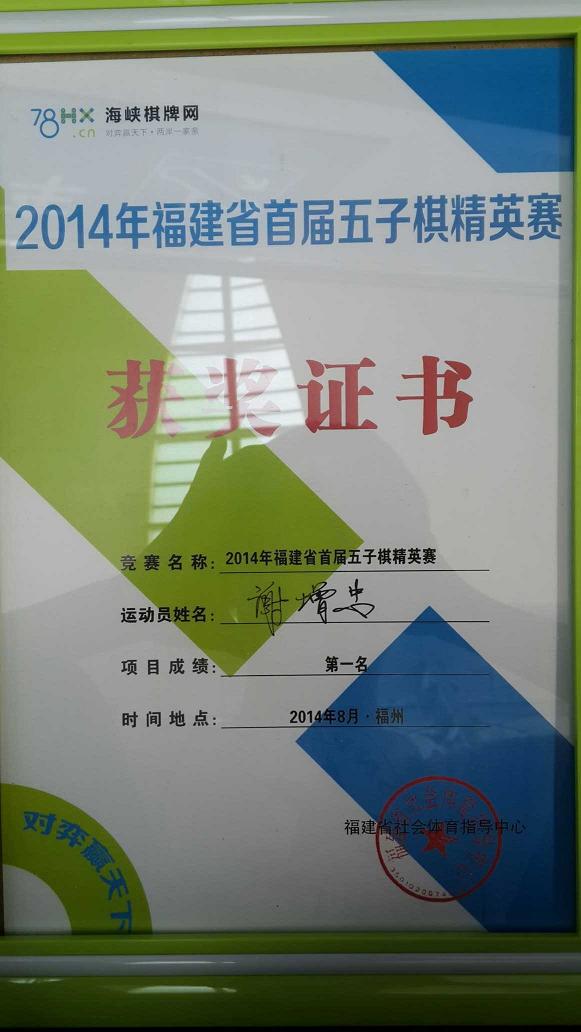 78HX.cn 海峡棋牌网
对弈赢天下·两岸一家亲
2014年福建省首届五子棋精英赛
获奖证书
竞赛名称: 2014年福建省首届五子棋精英赛
运动员姓名: 谢增忠
项目成绩: 第一名
时间地点: 2014年8月·福州
福建省社会体育指导中心
对弈赢天下